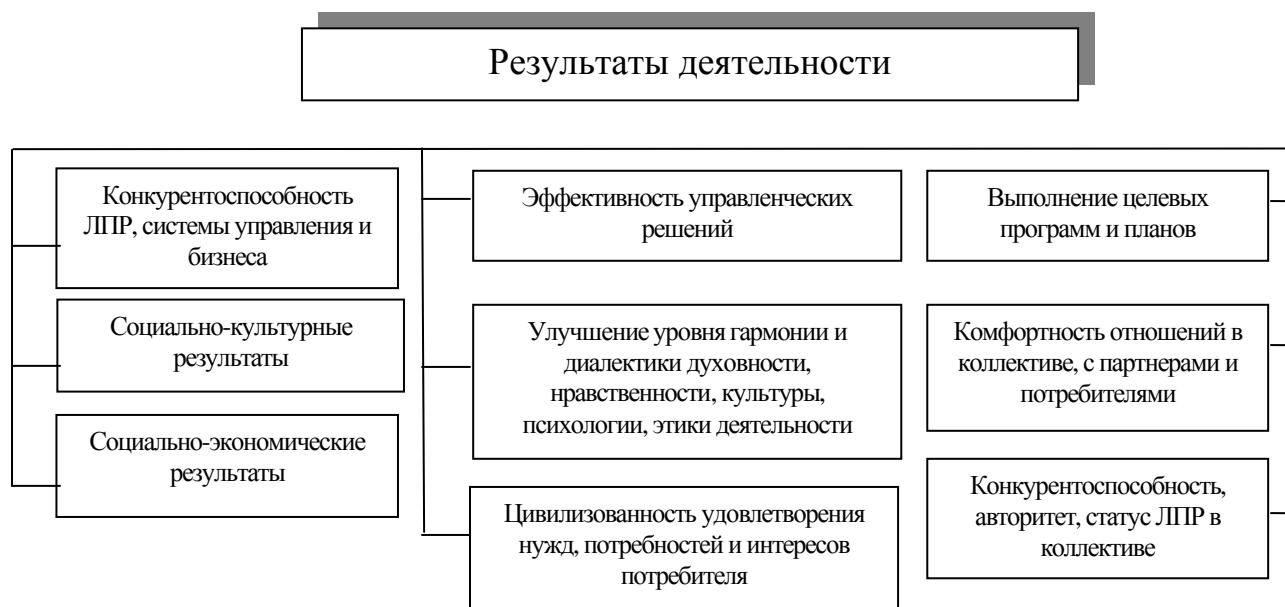 Результаты деятельности
Конкурентоспособность
ЛПР, системы управления и
бизнеса
Социально-культурные
результаты
Социально-экономические
результаты
Эффективность управленческих
решений
Улучшение уровня гармонии и
диалектики духовности,
нравственности, культуры,
психологии, этики деятельности
Цивилизованность удовлетворения
нужд, потребностей и интересов
потребителя
Выполнение целевых
программ и планов
Комфортность отношений в
коллективе, с партнерами и
потребителями
Конкурентоспособность,
авторитет, статус ЛПР в
коллективе